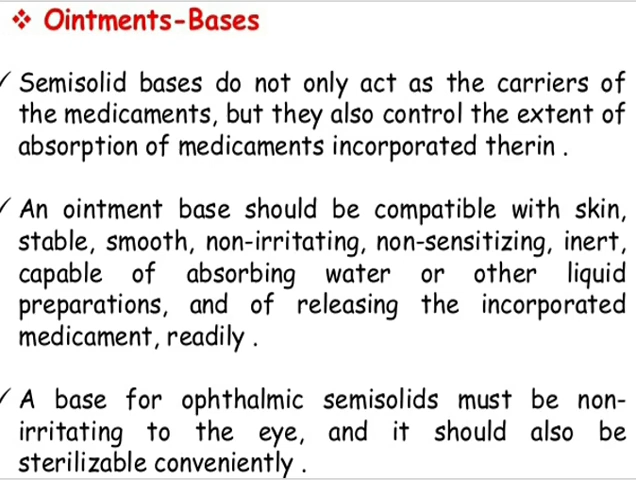 ❖ Ointments-Bases
✓ Semisolid bases do not only act as the carriers of
the medicaments, but they also control the extent of
absorption of medicaments incorporated therin .
✓ An ointment base should be compatible with skin,
stable, smooth, non-irritating, non-sensitizing, inert,
capable of absorbing water or other liquid
preparations, and of releasing the incorporated
medicament, readily .
✓ A base for ophthalmic semisolids must be non-
irritating to the eye, and it should also be
sterilizable conveniently .